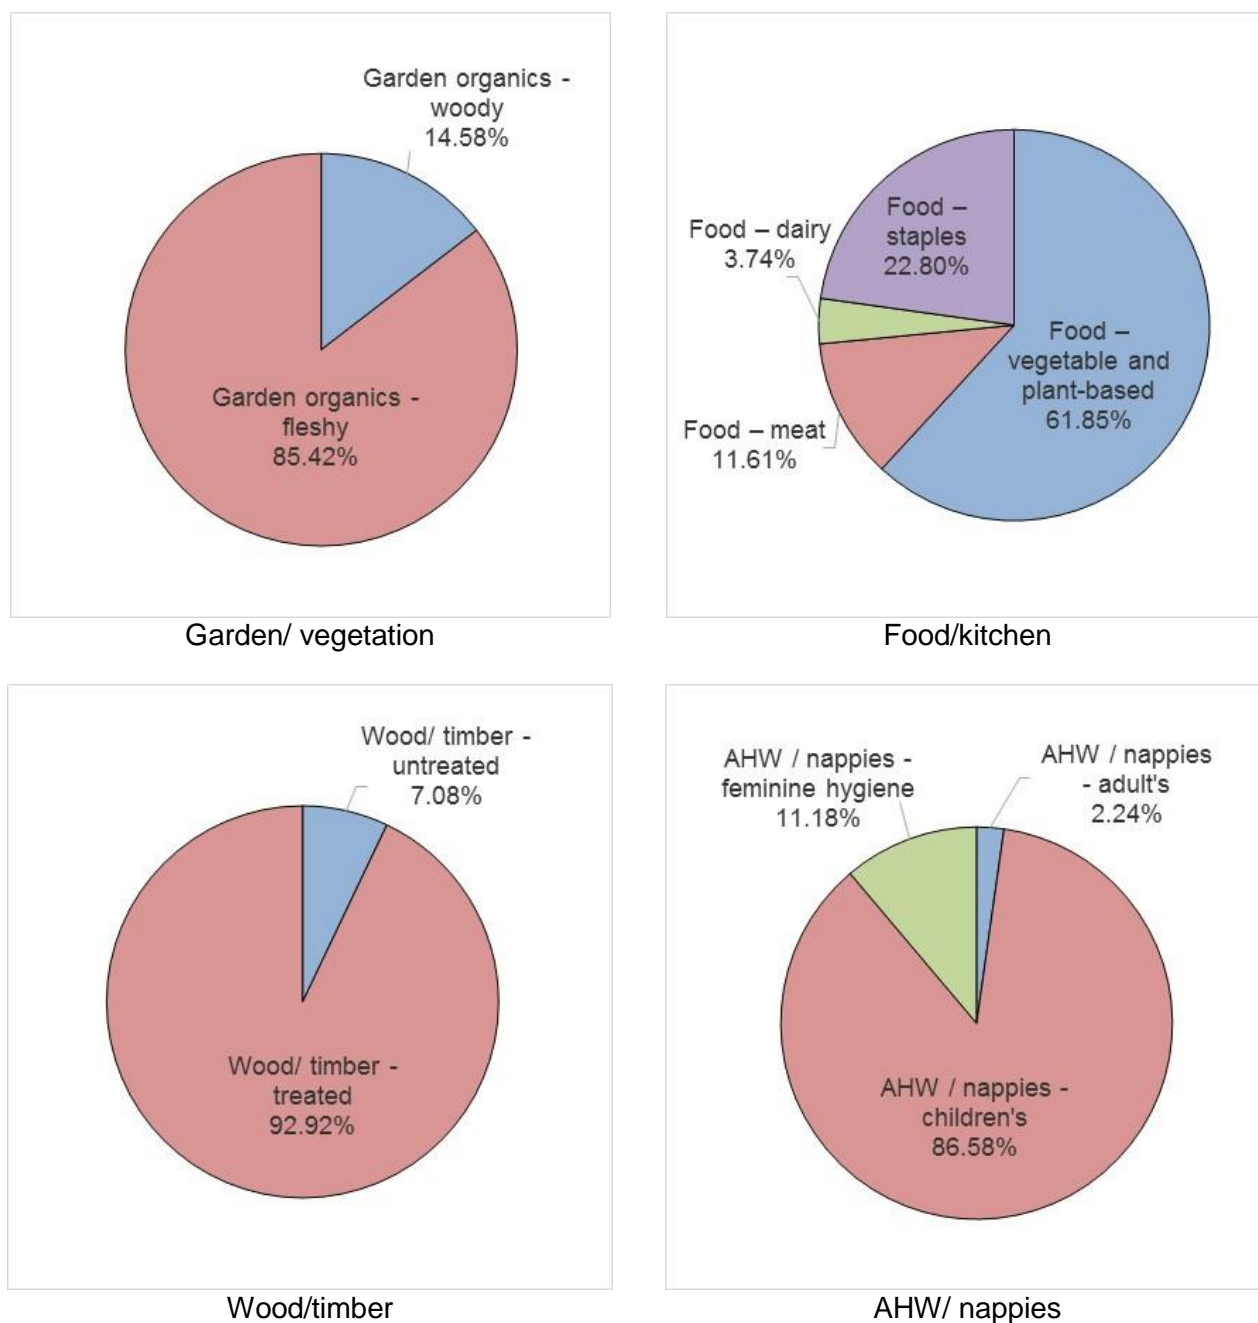 Garden organics -
woody
14.58%
Garden organics -
fleshy
85.42%
Garden/ vegetation
Food –
staples
22.80%
Food – dairy
3.74%
Food –
vegetable and
plant-based
61.85%
Food – meat
11.61%
Food/kitchen
Wood/ timber -
untreated
7.08%
Wood/ timber -
treated
92.92%
Wood/timber
AHW / nappies -
feminine hygiene
11.18%
AHW / nappies
- adult's
2.24%
AHW / nappies -
children's
86.58%
AHW/ nappies